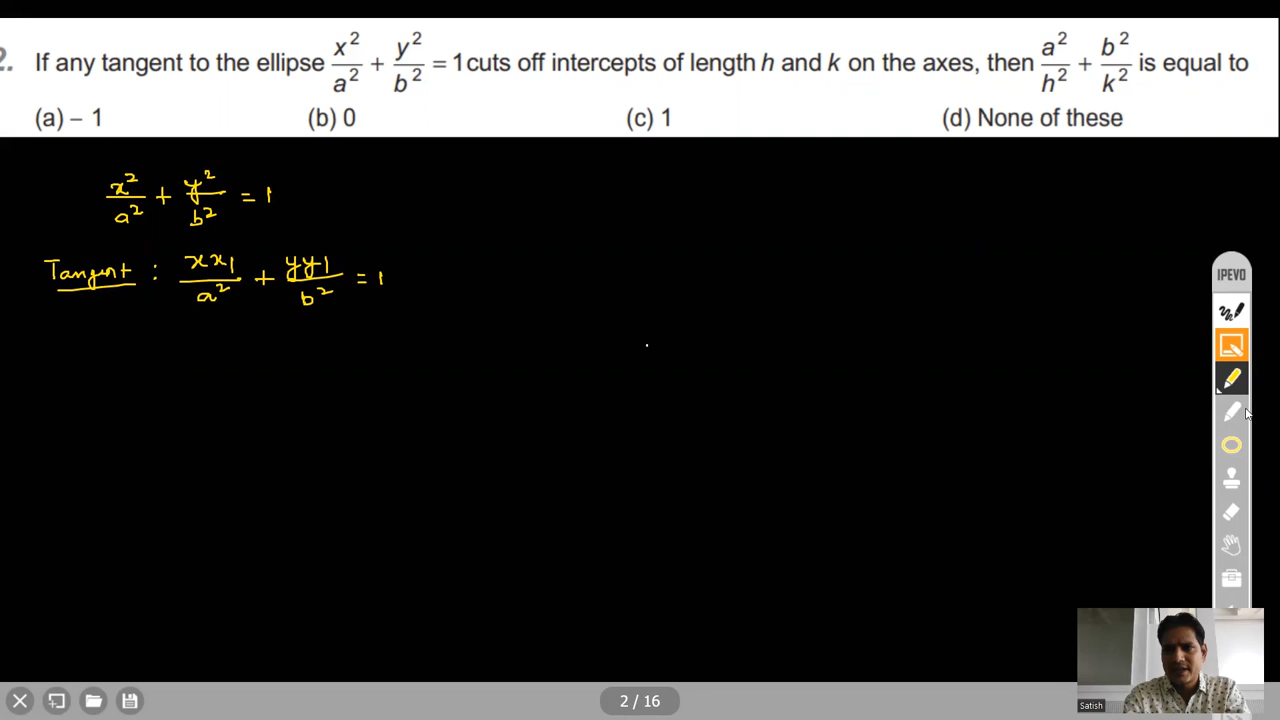 2. If any tangent to the ellipse x²/a² + y²/b² = 1 cuts off intercepts of length h and k on the axes, then a²/h² + b²/k² is equal to
(a) – 1 (b) 0 (c) 1 (d) None of these
x²/a² + y²/b² = 1
Tangent : xx1/a² + yy1/b² = 1
IPEVO
Satish
2 / 16